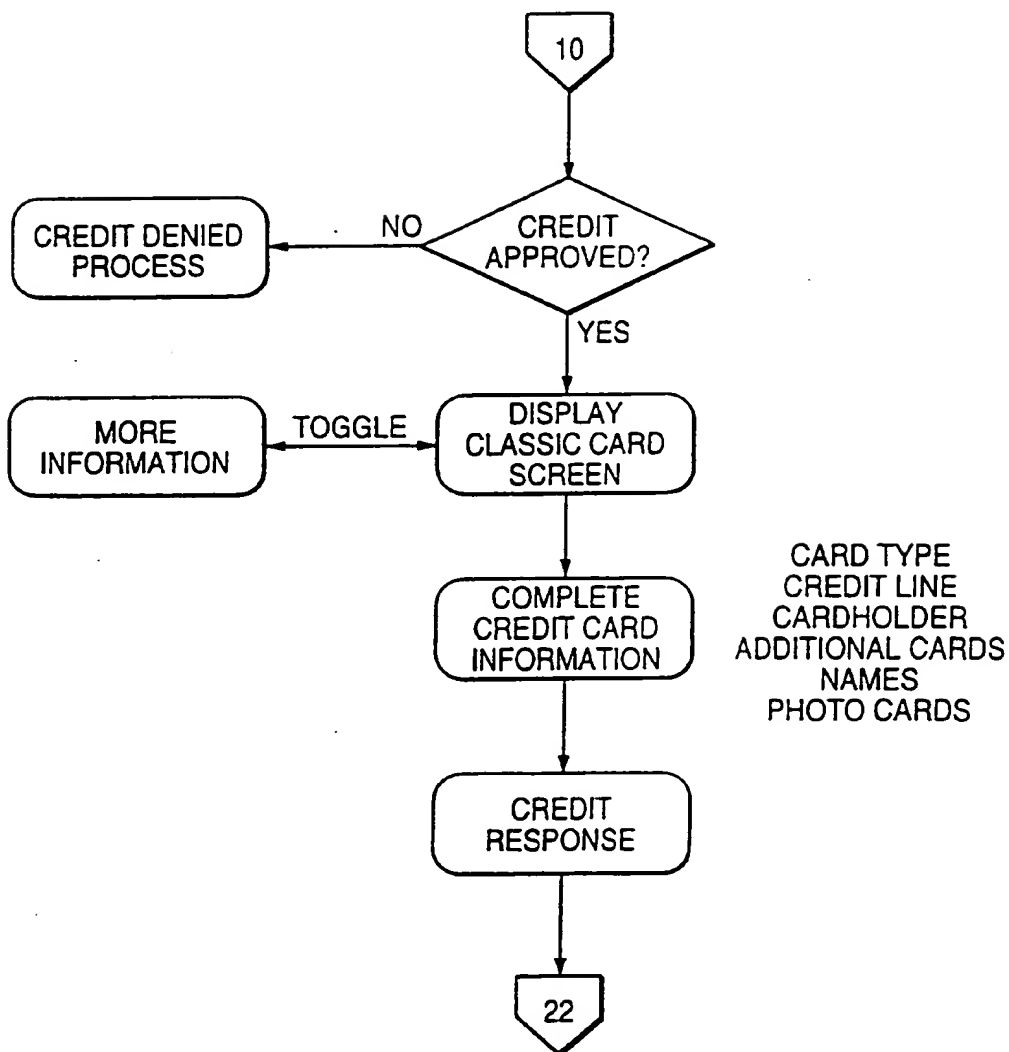 10
CREDIT
APPROVED?
NO
CREDIT DENIED
PROCESS
YES
DISPLAY
CLASSIC CARD
SCREEN
TOGGLE
MORE
INFORMATION
COMPLETE
CREDIT CARD
INFORMATION
CARD TYPE
CREDIT LINE
CARDHOLDER
ADDITIONAL CARDS
NAMES
PHOTO CARDS
CREDIT
RESPONSE
22